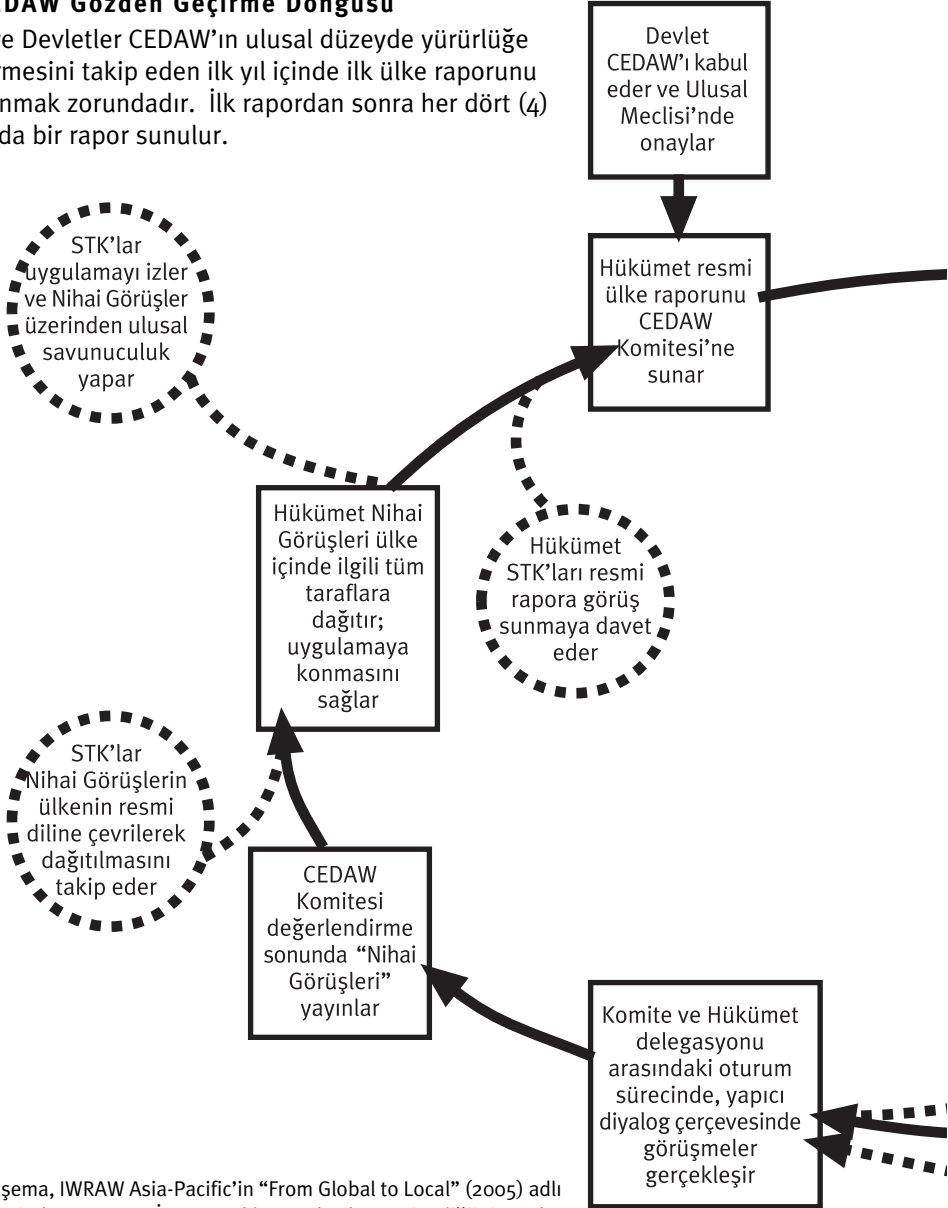 CEDAW Gözden Geçirme Döngüsü
Devletler CEDAW’ın ulusal düzeyde yürürlüğe
takip eden ilk yıl içinde ilk ülke raporunu
zorundadır. İlk rapordan sonra her dört (4)
bir rapor sunulur.
Devlet
CEDAW’ı kabul
eder ve Ulusal
Meclisi’nde
onaylar
STK’lar
uygulamayı izler
ve Nihai Görüşler
üzerinden ulusal
savunuculuk
yapar
Hükümet resmi
ülke raporunu
CEDAW
Komitesi’ne
sunar
Hükümet Nihai
Görüşleri ülke
içinde ilgili tüm
taraflara
dağıtır;
uygulamaya
konmasını
sağlar
Hükümet
STK’ları resmi
rapora görüş
sunmaya davet
eder
STK’lar
Nihai Görüşlerin
ülkenin resmi
diline çevrilerek
dağıtılmasını
takip eder
CEDAW
Komitesi
değerlendirme
sonunda “Nihai
Görüşleri”
yayınlar
Komite ve Hükümet
delegasyonu
arasındaki oturum
sürecinde, yapıcı
diyalog çerçevesinde
görüşmeler
gerçekleşir
şema, IWRAW Asia-Pacific’in “From Global to Local” (2005) adlı